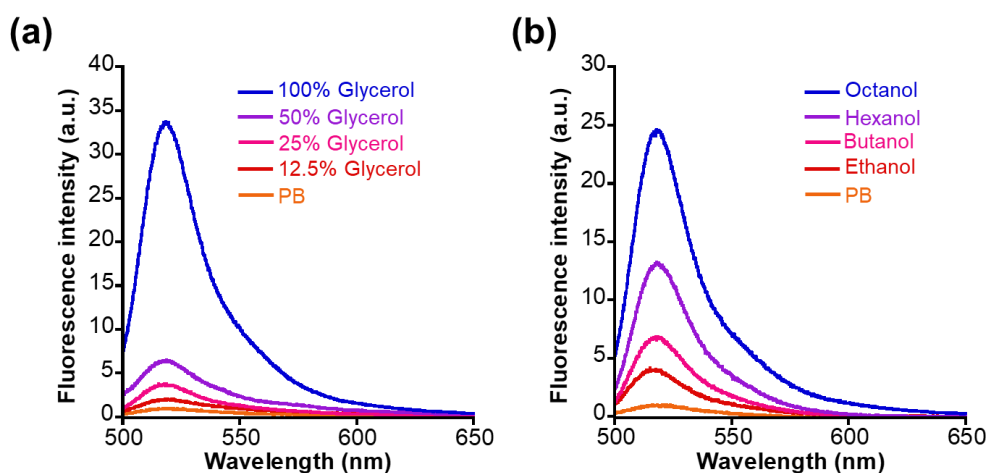 (a)
Fluorescence intensity (a.u.)
40
35
30
25
20
15
10
5
0
100% Glycerol
50% Glycerol
25% Glycerol
12.5% Glycerol
PB
500
550
600
650
Wavelength (nm)
(b)
Fluorescence intensity (a.u.)
30
25
20
15
10
5
0
Octanol
Hexanol
Butanol
Ethanol
PB
500
550
600
650
Wavelength (nm)